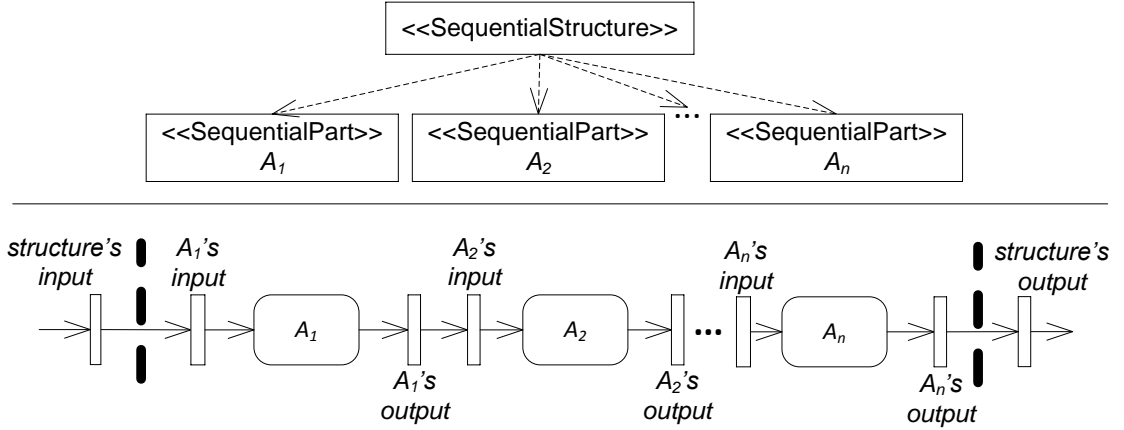 <<SequentialStructure>>
...
<<SequentialPart>>
A1
<<SequentialPart>>
A2
<<SequentialPart>>
An
structure's
input
A1's
input
A2's
input
An's
input
structure's
output
A1
A2
...
An
A1's
output
A2's
output
An's
output